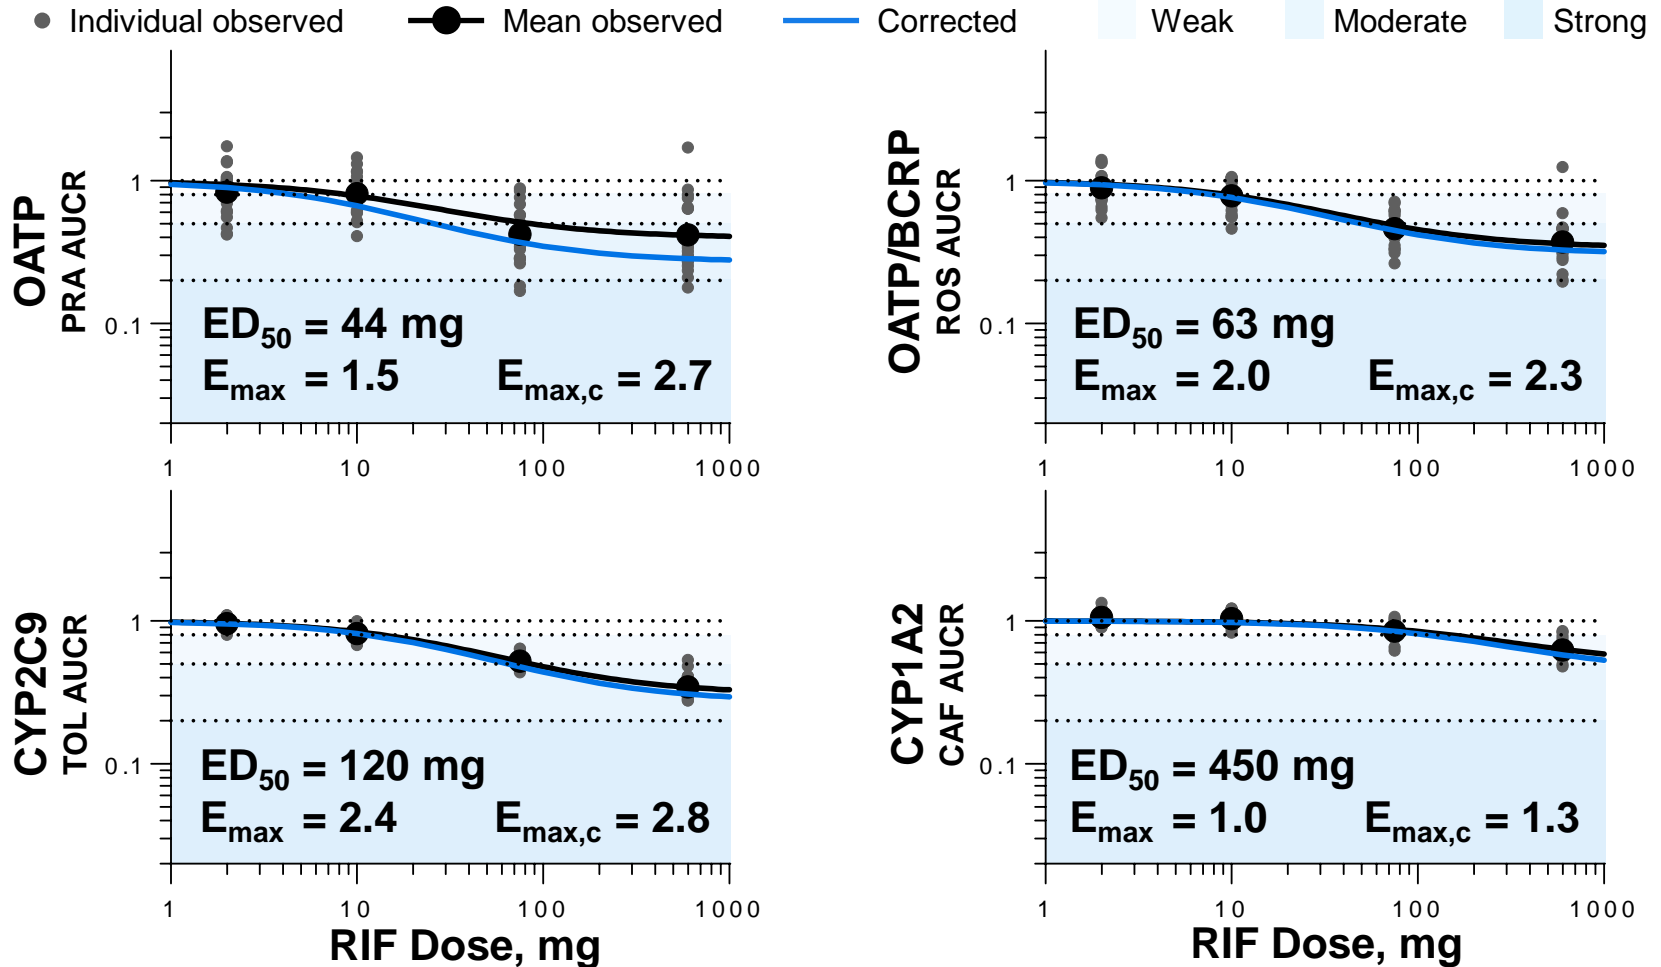 Individual observed Mean observed Corrected Weak Moderate Strong
OATP
PRA AUCR
1
0.1
ED50 = 44 mg
Emax = 1.5 Emax,c = 2.7
1 10 100 1000
OATP/BCRP
ROS AUCR
1
0.1
ED50 = 63 mg
Emax = 2.0 Emax,c = 2.3
1 10 100 1000
CYP2C9
TOL AUCR
1
0.1
ED50 = 120 mg
Emax = 2.4 Emax,c = 2.8
1 10 100 1000
RIF Dose, mg
CYP1A2
CAF AUCR
1
0.1
ED50 = 450 mg
Emax = 1.0 Emax,c = 1.3
1 10 100 1000
RIF Dose, mg